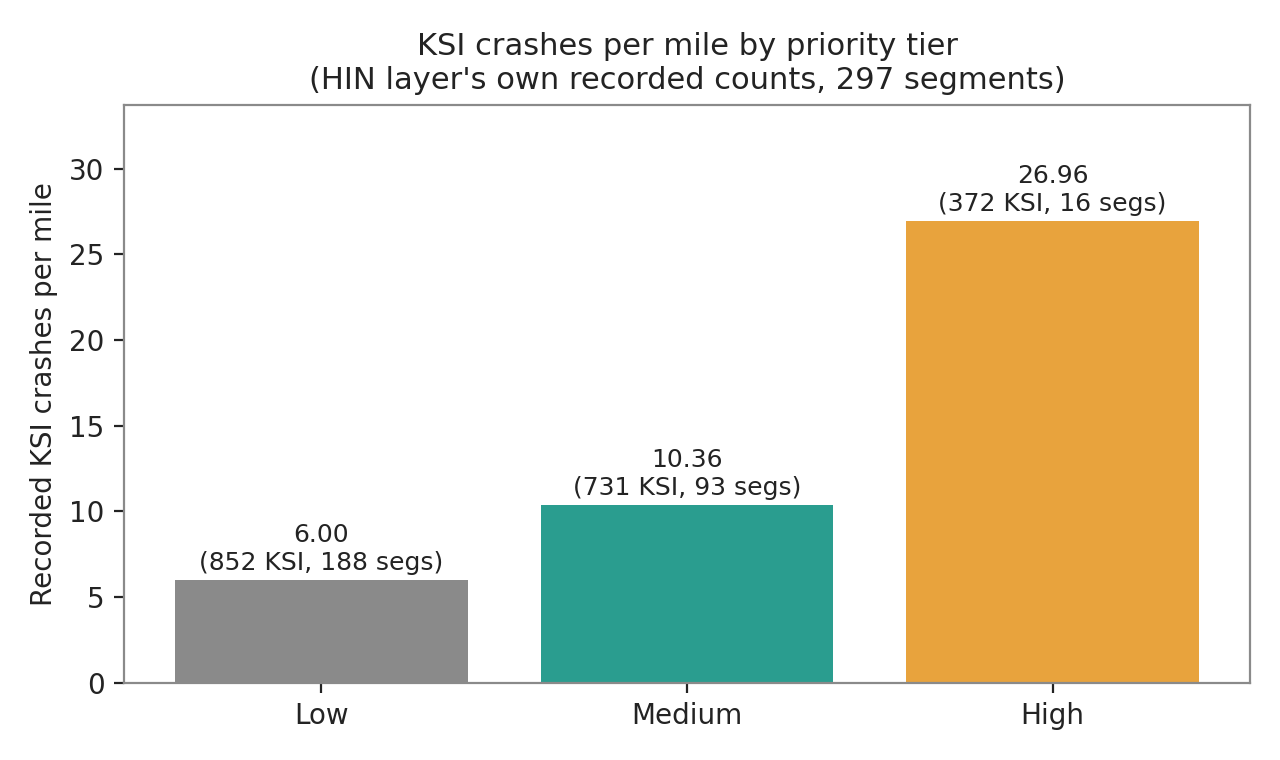 KSI crashes per mile by priority tier
(HIN layer's own recorded counts, 297 segments)
Recorded KSI crashes per mile
30
25
20
15
10
5
0
6.00
(852 KSI, 188 segs)
10.36
(731 KSI, 93 segs)
26.96
(372 KSI, 16 segs)
Low
Medium
High